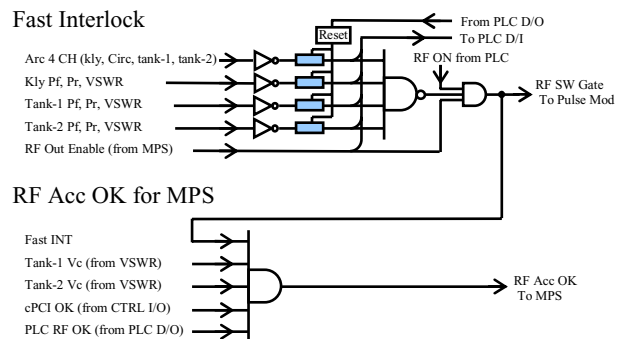 Fast Interlock
From PLC D/O
Reset
To PLC D/I
Arc 4 CH (kly, Circ, tank-1, tank-2)
RF ON from PLC
Kly Pf, Pr, VSWR
RF SW Gate
To Pulse Mod
Tank-1 Pf, Pr, VSWR
Tank-2 Pf, Pr, VSWR
RF Out Enable (from MPS)
RF Acc OK for MPS
Fast INT
Tank-1 Vc (from VSWR)
Tank-2 Vc (from VSWR)
RF Acc OK
To MPS
cPCI OK (from CTRL I/O)
PLC RF OK (from PLC D/O)